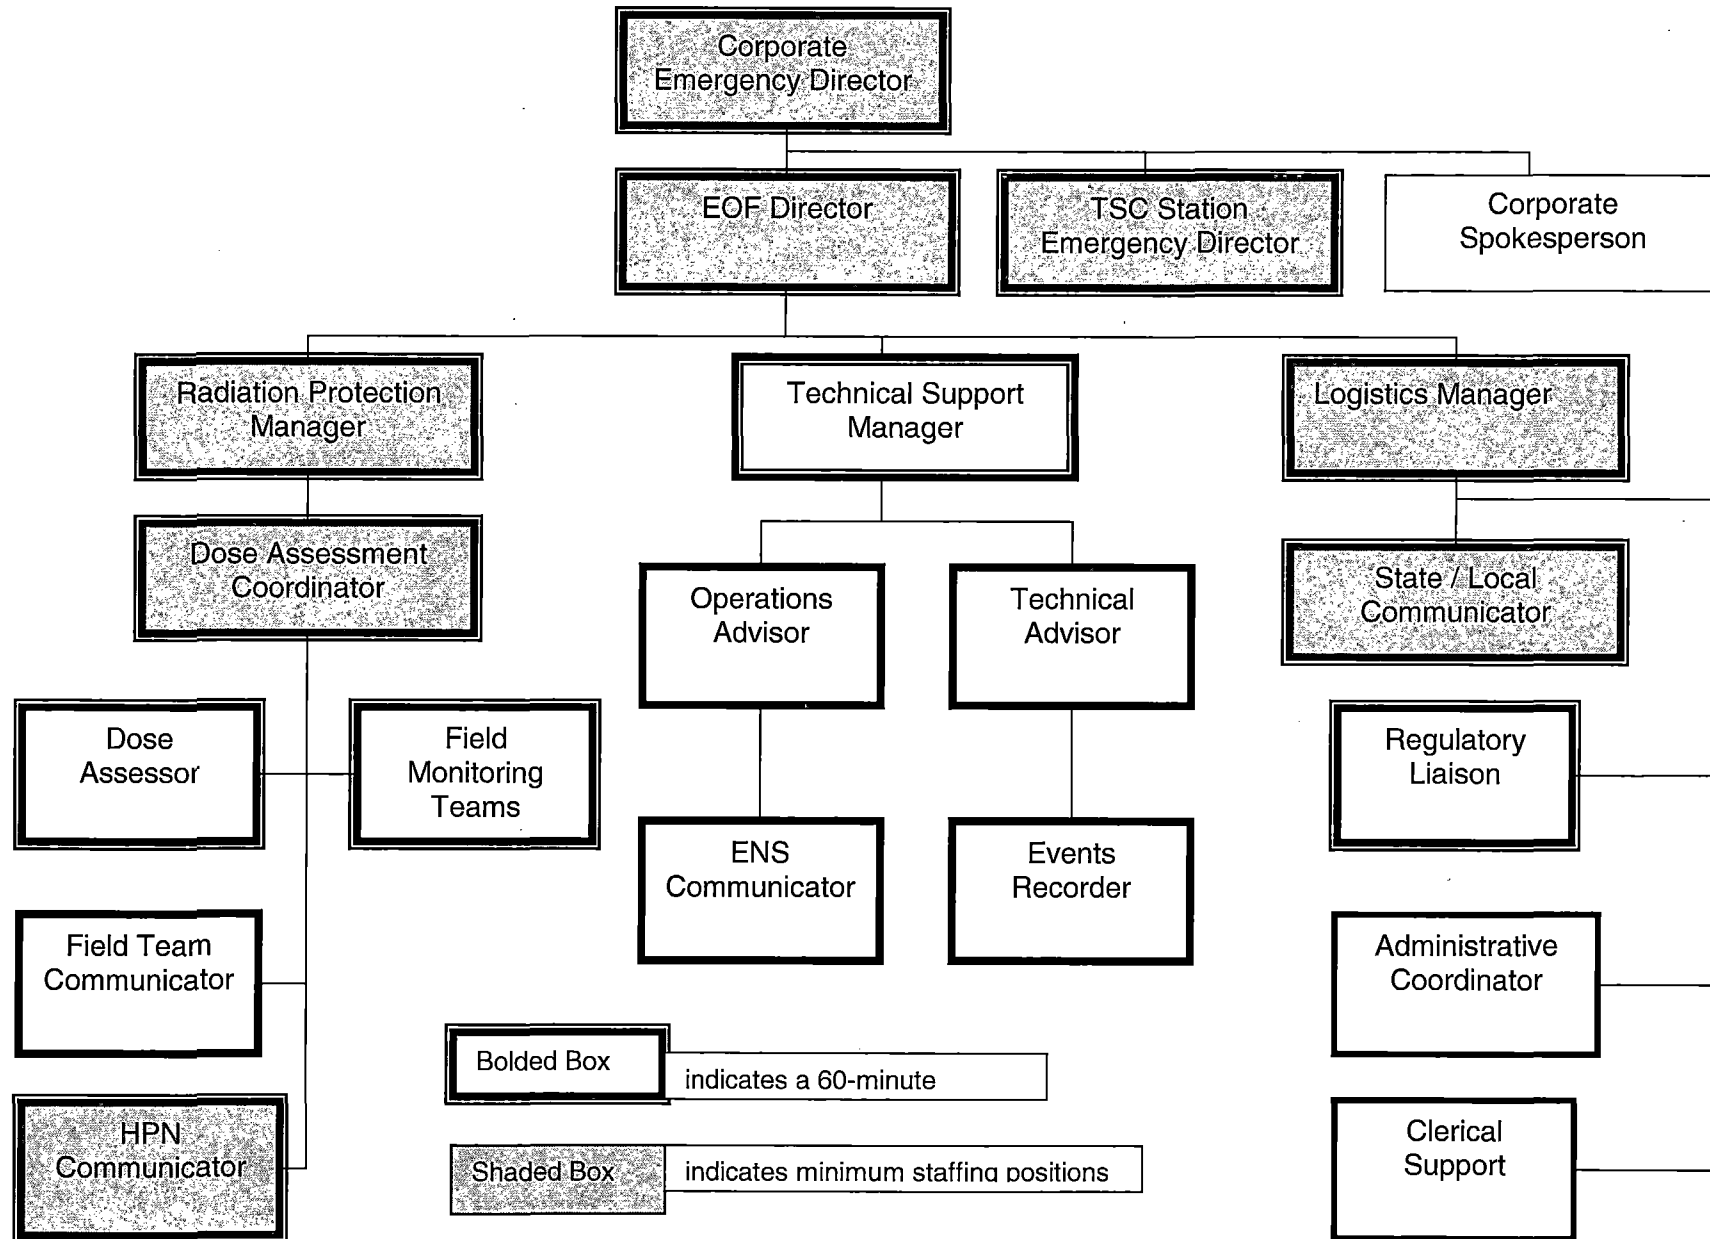 Corporate
Emergency Director
EOF Director
TSC Station
Emergency Director
Corporate
Spokesperson
Radiation Protection
Manager
Technical Support
Manager
Logistics Manager
Dose Assessment
Coordinator
Operations
Advisor
Technical
Advisor
State / Local
Communicator
Dose
Assessor
Field
Monitoring
Teams
Regulatory
Liaison
ENS
Communicator
Events
Recorder
Field Team
Communicator
Administrative
Coordinator
HPN
Communicator
Clerical
Support
Bolded Box
indicates a 60-minute
Shaded Box
indicates minimum staffing positions